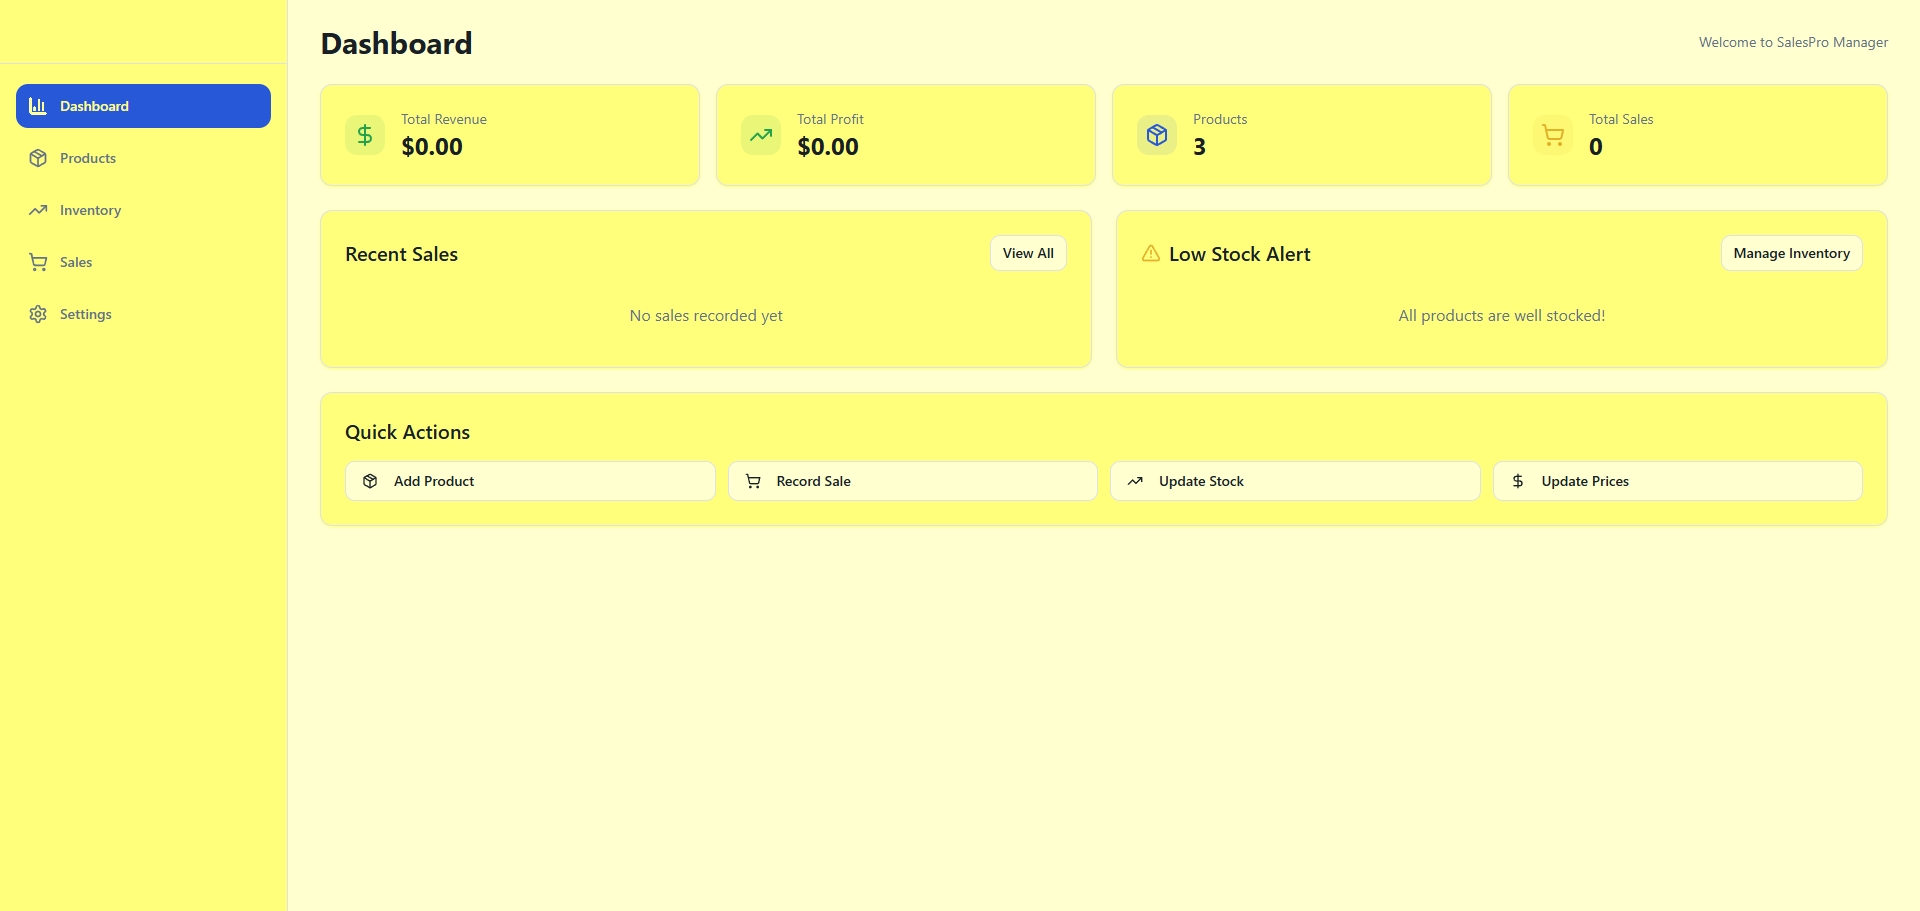 Dashboard
Products
Inventory
Sales
Settings
Dashboard
Welcome to SalesPro Manager
Total Revenue
$0.00
Total Profit
$0.00
Products
3
Total Sales
0
Recent Sales
View All
No sales recorded yet
Low Stock Alert
Manage Inventory
All products are well stocked!
Quick Actions
Add Product
Record Sale
Update Stock
Update Prices